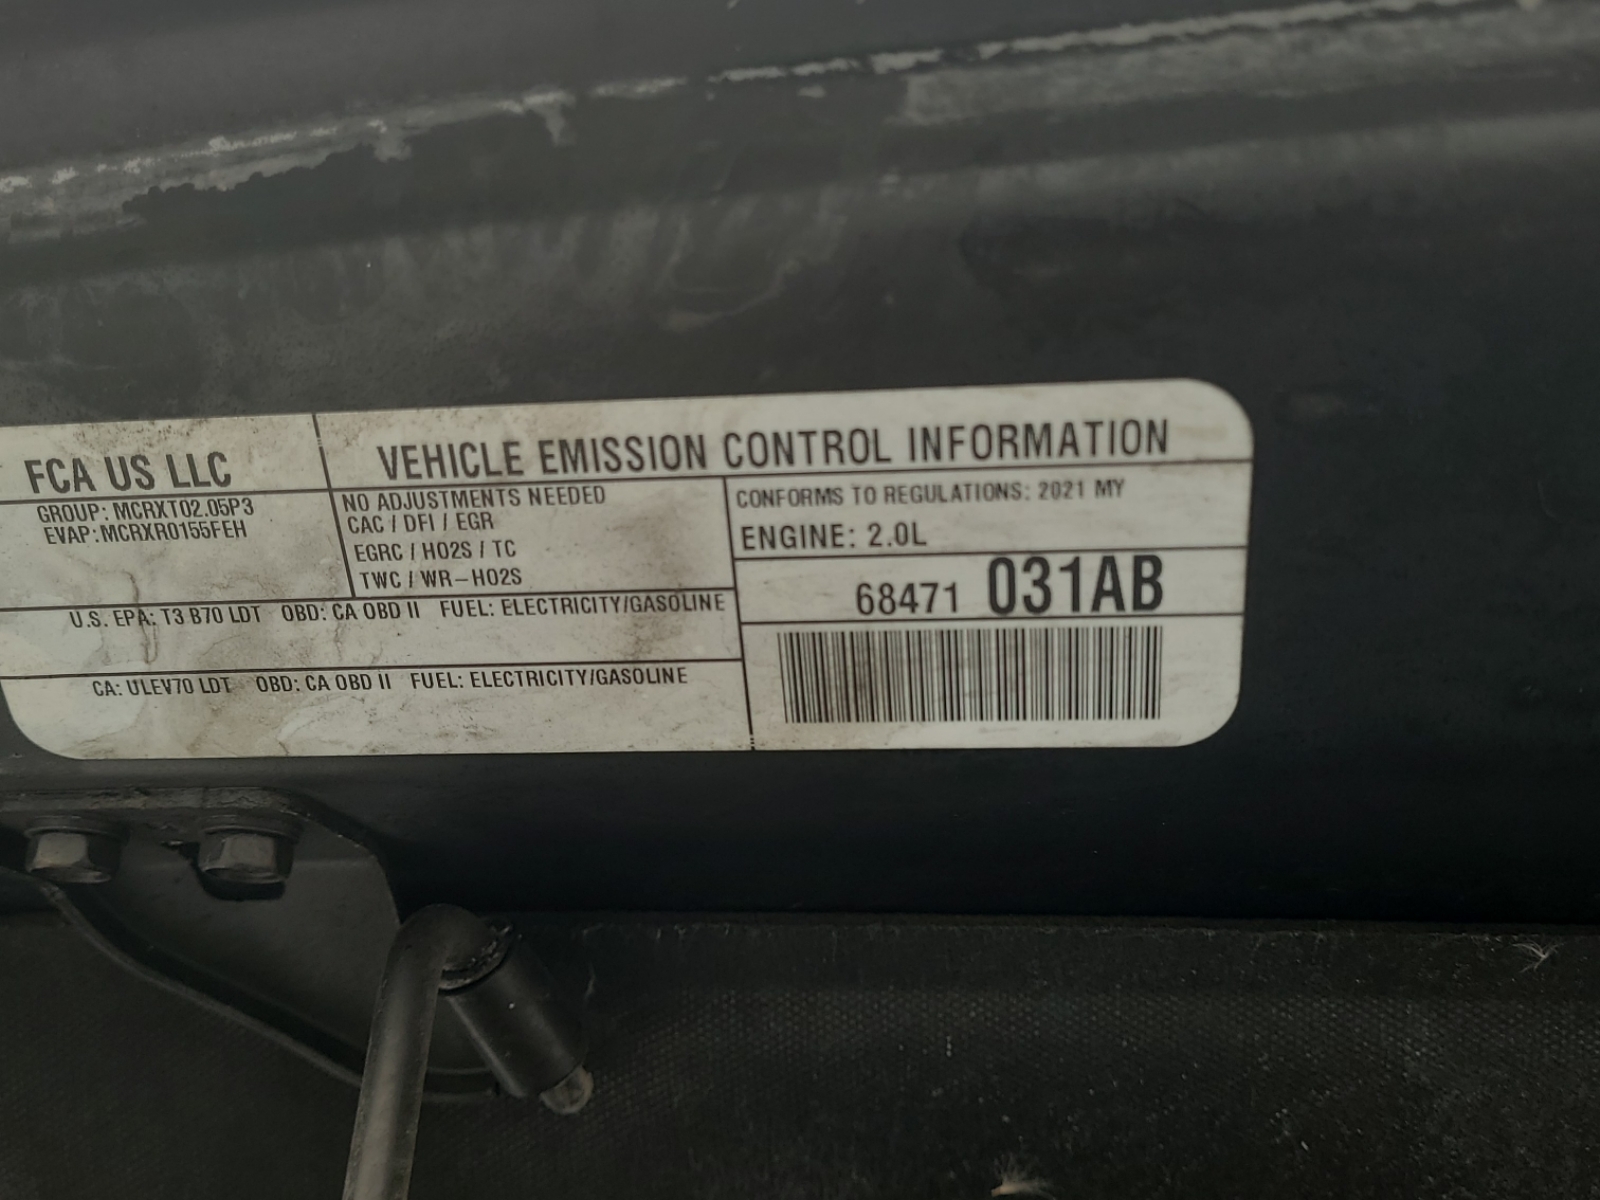 FCA US LLC
VEHICLE EMISSION CONTROL INFORMATION
GROUP: MCRXT02.05P3
EVAP: MCRXR0155FEH
NO ADJUSTMENTS NEEDED
CAC / DFI / EGR
EGRC / HO2S / TC
TWC / WR-HO2S
CONFORMS TO REGULATIONS: 2021 MY
ENGINE: 2.0L
68471 031AB
U.S. EPA: T3 B70 LDT OBD: CA OBD II FUEL: ELECTRICITY/GASOLINE
CA: ULEV70 LDT OBD: CA OBD II FUEL: ELECTRICITY/GASOLINE